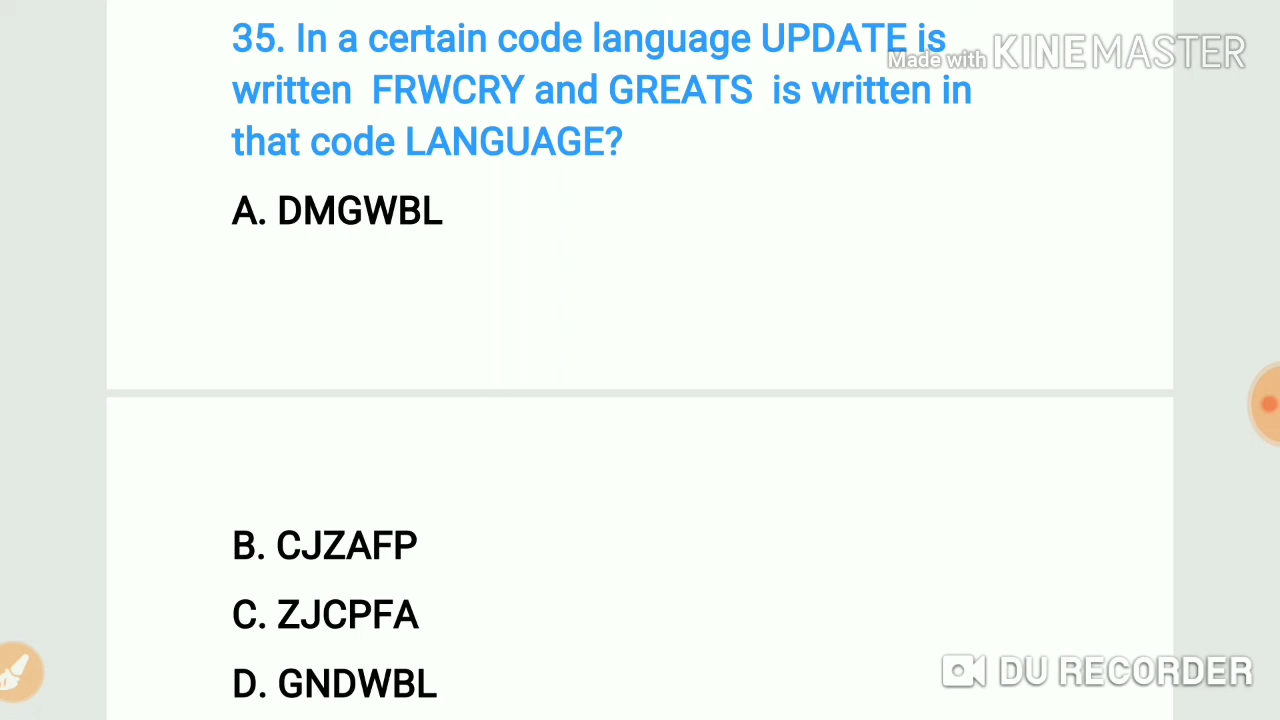 35. In a certain code language UPDATE is
Made with KINEMASTER
written FRWCRY and GREATS is written in
that code LANGUAGE?
A. DMGWBL
B. CJZAFP
C. ZJCPFA
D. GNDWBL
DU RECORDER